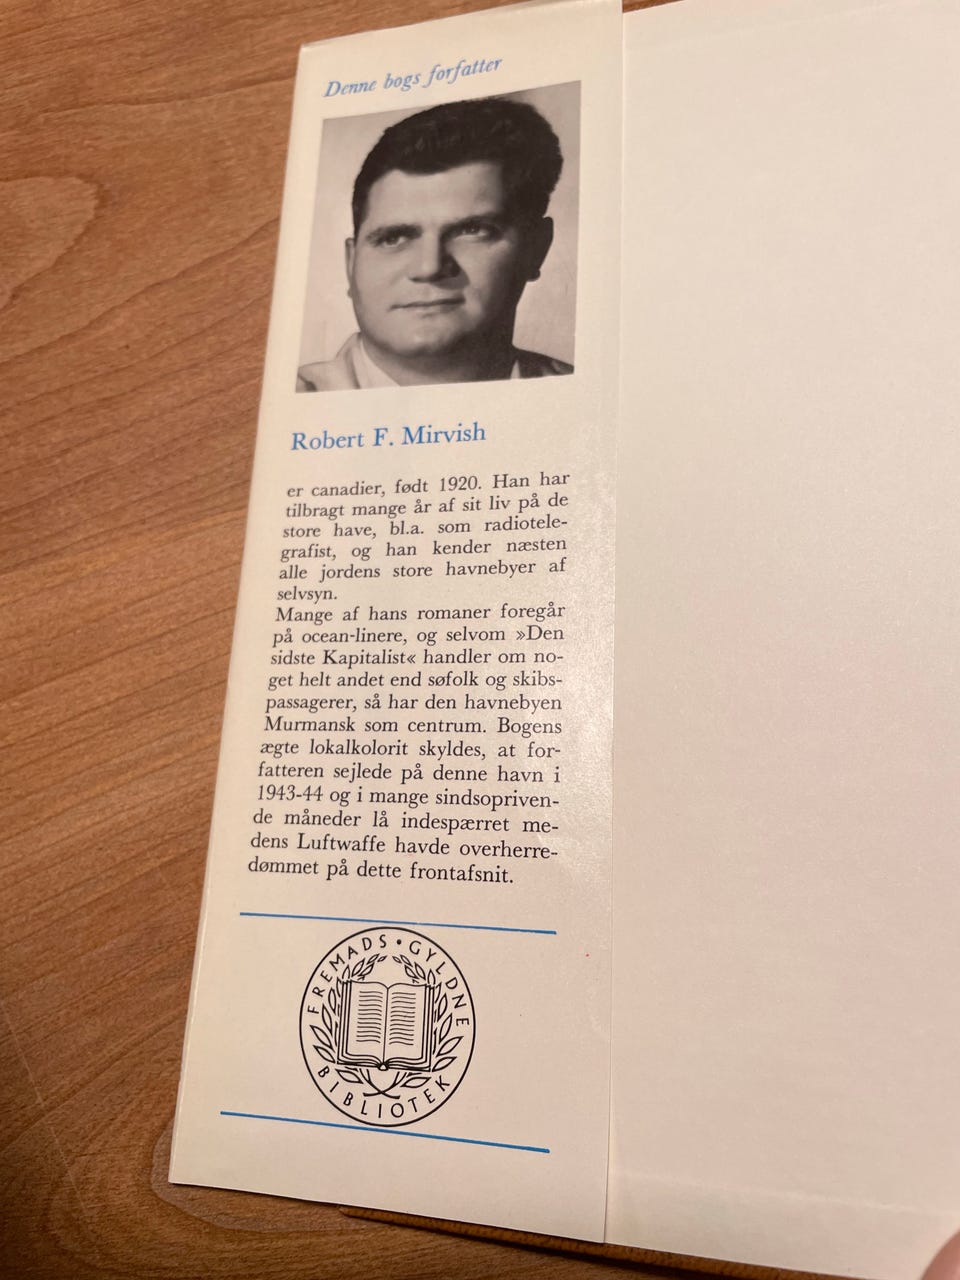 Denne bogs forfatter
Robert F. Mirvish
er canadier, født 1920. Han har
tilbragt mange år af sit liv på de
store have, bl.a. som radiotele-
grafist, og han kender næsten
alle jordens store havnebyer af
selvsyn.
Mange af hans romaner foregår
på ocean-linere, og selvom »Den
sidste Kapitalist« handler om no-
get helt andet end søfolk og skibs-
passagerer, så har den havnebyen
Murmansk som centrum. Bogens
ægte lokalkolorit skyldes, at for-
fatteren sejlede på denne havn i
1943-44 og i mange sindsopriven-
de måneder lå indespærret me-
dens Luftwaffe havde overherre-
dømmet på dette frontafsnit.
FREMADS · GYLDNE
BIBLIOTEK